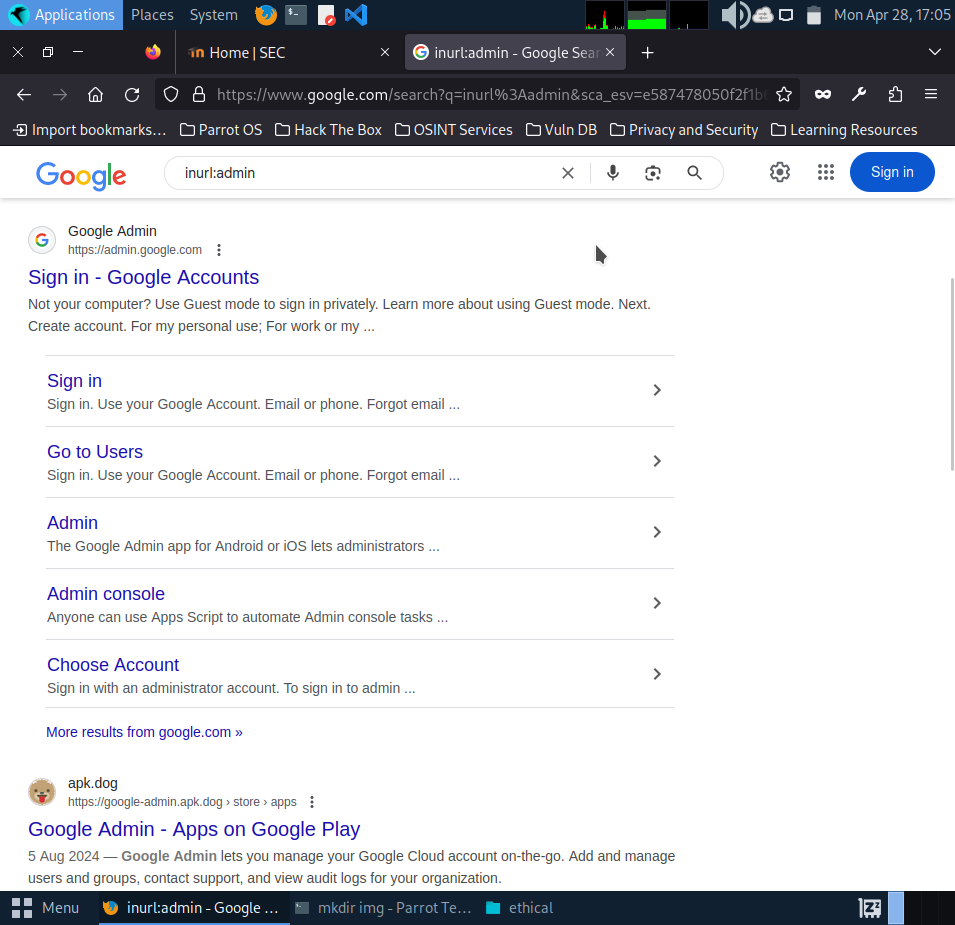 Applications Places System Mon Apr 28, 17:05
Home | SEC inurl:admin - Google Sear
https://www.google.com/search?q=inurl%3Aadmin&sca_esv=e587478050f2f1b6
Import bookmarks… Parrot OS Hack The Box OSINT Services Vuln DB Privacy and Security Learning Resources
Google inurl:admin Sign in
Google Admin
https://admin.google.com
Sign in - Google Accounts
Not your computer? Use Guest mode to sign in privately. Learn more about using Guest mode. Next.
Create account. For my personal use; For work or my ...
Sign in
Sign in. Use your Google Account. Email or phone. Forgot email ...
Go to Users
Sign in. Use your Google Account. Email or phone. Forgot email ...
Admin
The Google Admin app for Android or iOS lets administrators ...
Admin console
Anyone can use Apps Script to automate Admin console tasks ...
Choose Account
Sign in with an administrator account. To sign in to admin ...
More results from google.com »
apk.dog
https://google-admin.apk.dog › store › apps
Google Admin - Apps on Google Play
5 Aug 2024 — Google Admin lets you manage your Google Cloud account on-the-go. Add and manage
users and groups, contact support, and view audit logs for your organization.
Menu inurl:admin - Google ... mkdir img - Parrot Te... ethical